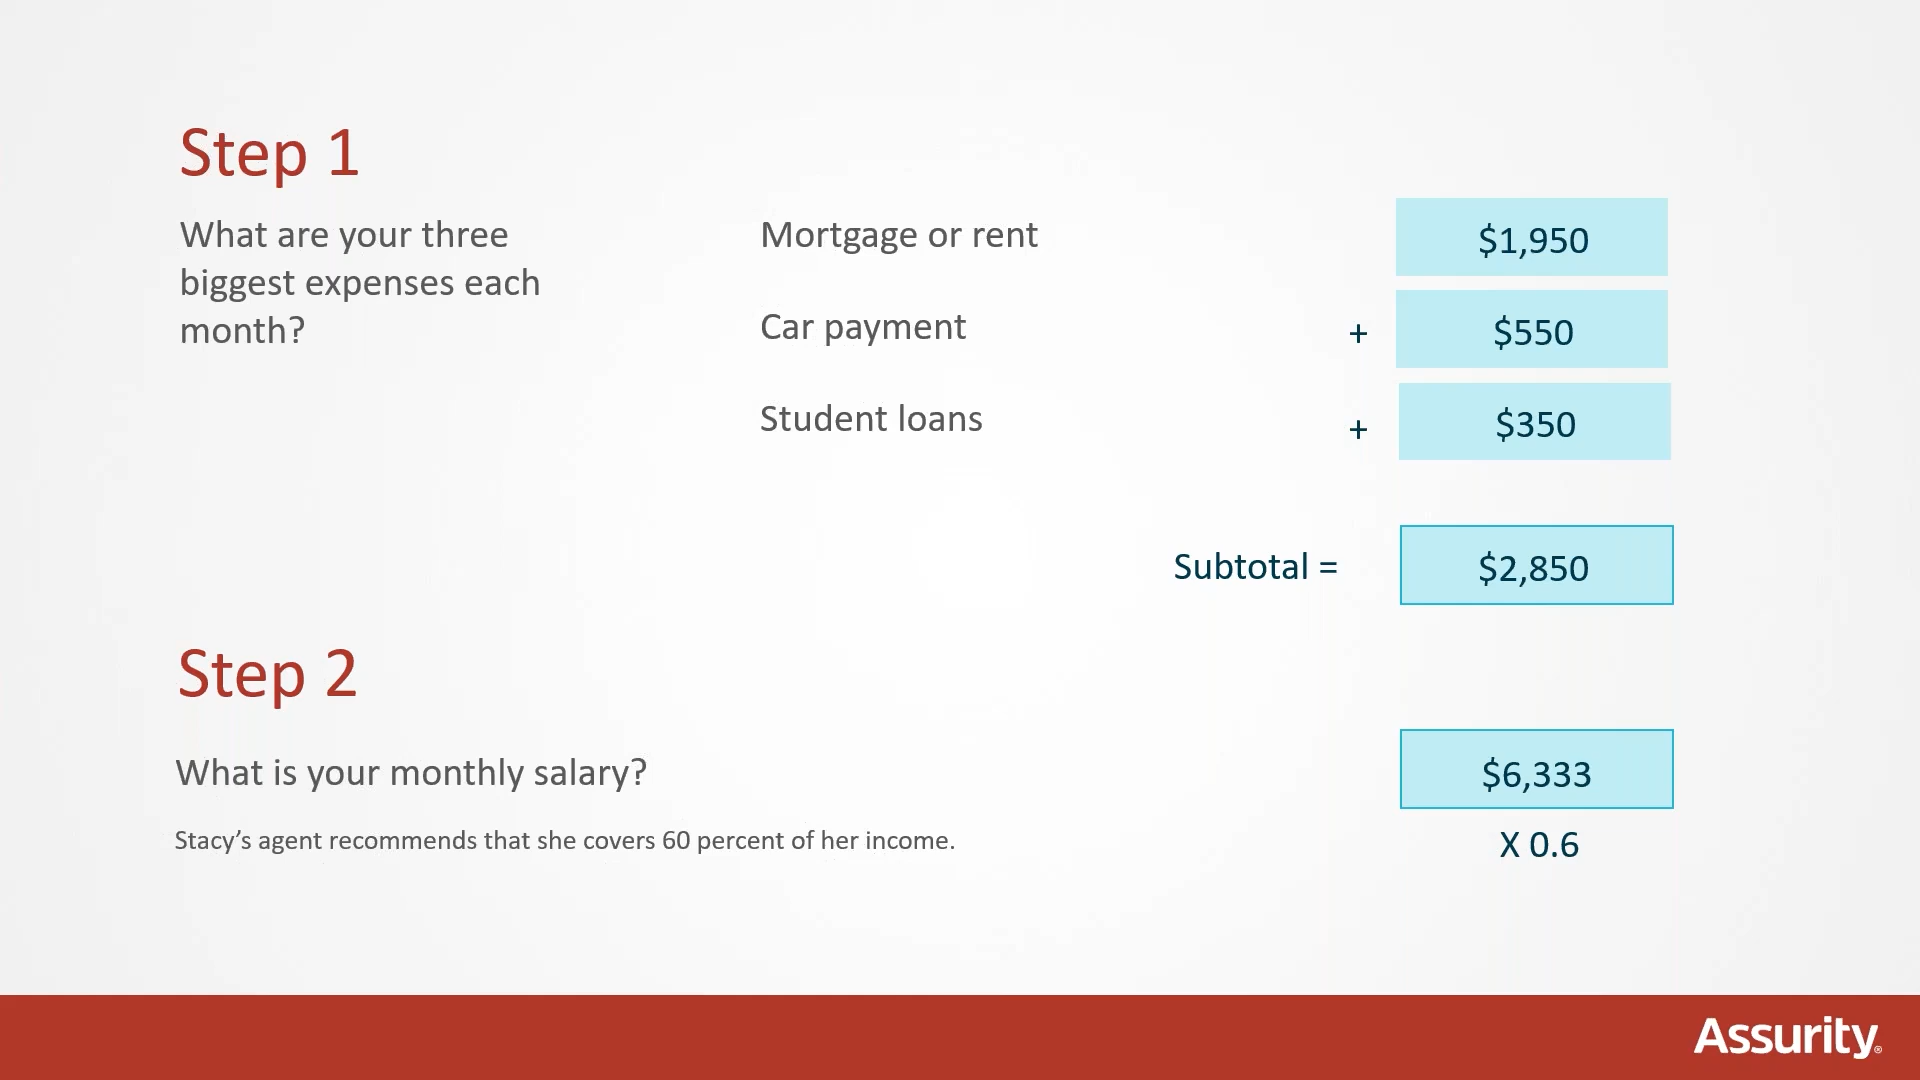 Step 1
What are your three
biggest expenses each
month?
Mortgage or rent
$1,950
Car payment
+ $550
Student loans
+ $350
Subtotal = $2,850
Step 2
What is your monthly salary?
$6,333
Stacy’s agent recommends that she covers 60 percent of her income.
X 0.6
Assurity®